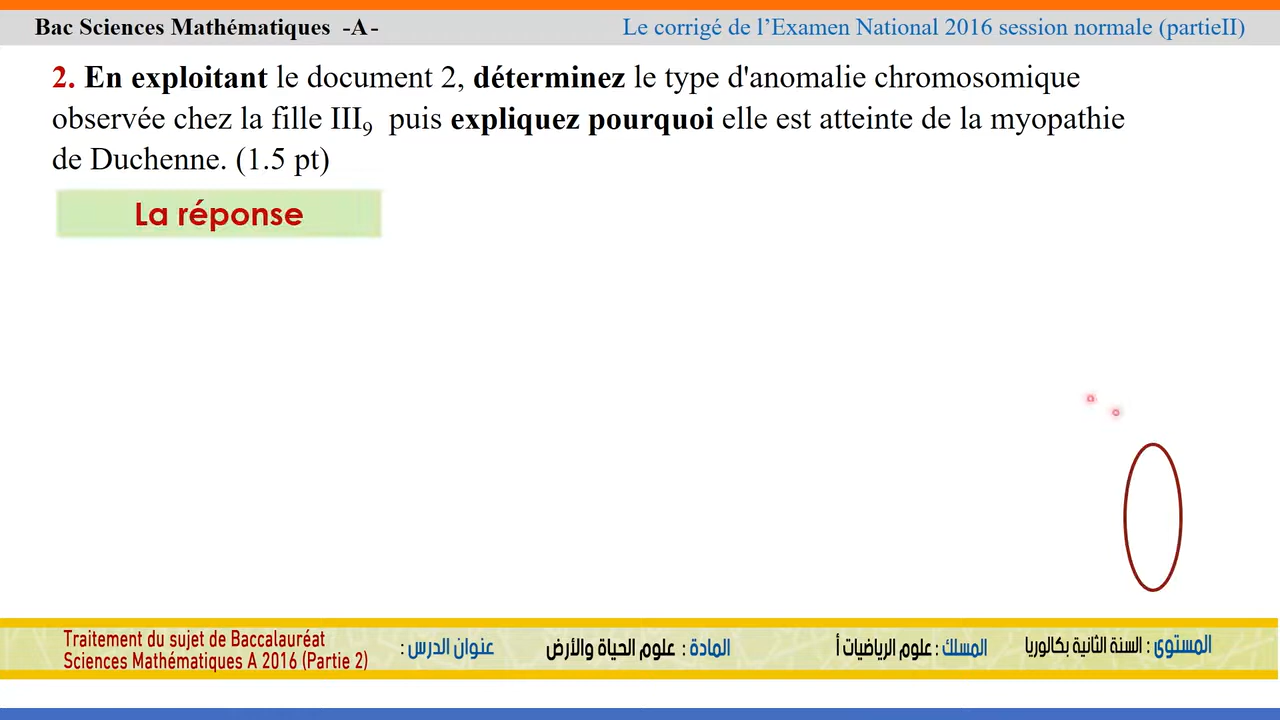 Bac Sciences Mathématiques -A-
Le corrigé de l’Examen National 2016 session normale (partieII)
2. En exploitant le document 2, déterminez le type d'anomalie chromosomique
observée chez la fille III₉ puis expliquez pourquoi elle est atteinte de la myopathie
de Duchenne. (1.5 pt)
La réponse
Traitement du sujet de Baccalauréat
Sciences Mathématiques A 2016 (Partie 2)
عنوان الدرس :
المادة : علوم الحياة والأرض
المسلك : علوم الرياضيات أ
المستوى : السنة الثانية بكالوريا